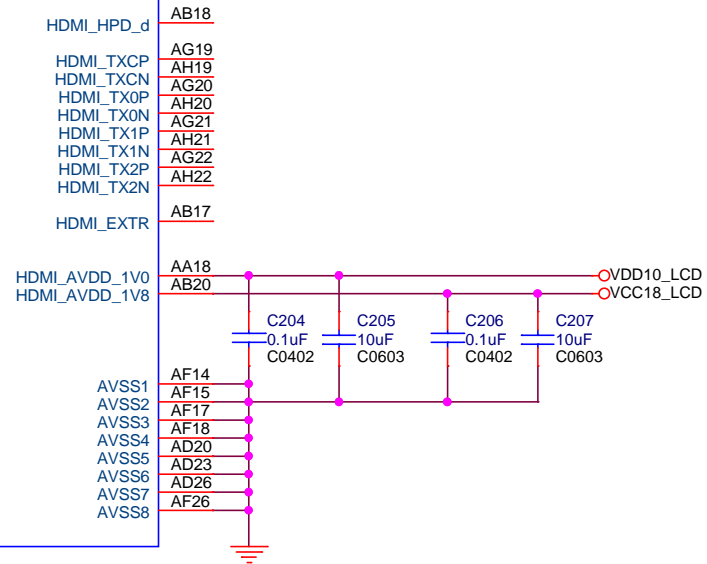 HDMI_HPD_d AB18
HDMI_TXCP AG19
HDMI_TXCN AH19
HDMI_TX0P AG20
HDMI_TX0N AH20
HDMI_TX1P AG21
HDMI_TX1N AH21
HDMI_TX2P AG22
HDMI_TX2N AH22
HDMI_EXTR AB17
HDMI_AVDD_1V0 AA18 VDD10_LCD
HDMI_AVDD_1V8 AB20 VCC18_LCD
C204 C205 C206 C207
0.1uF 10uF 0.1uF 10uF
C0402 C0603 C0402 C0603
AVSS1 AF14
AVSS2 AF15
AVSS3 AF17
AVSS4 AF18
AVSS5 AD20
AVSS6 AD23
AVSS7 AD26
AVSS8 AF26